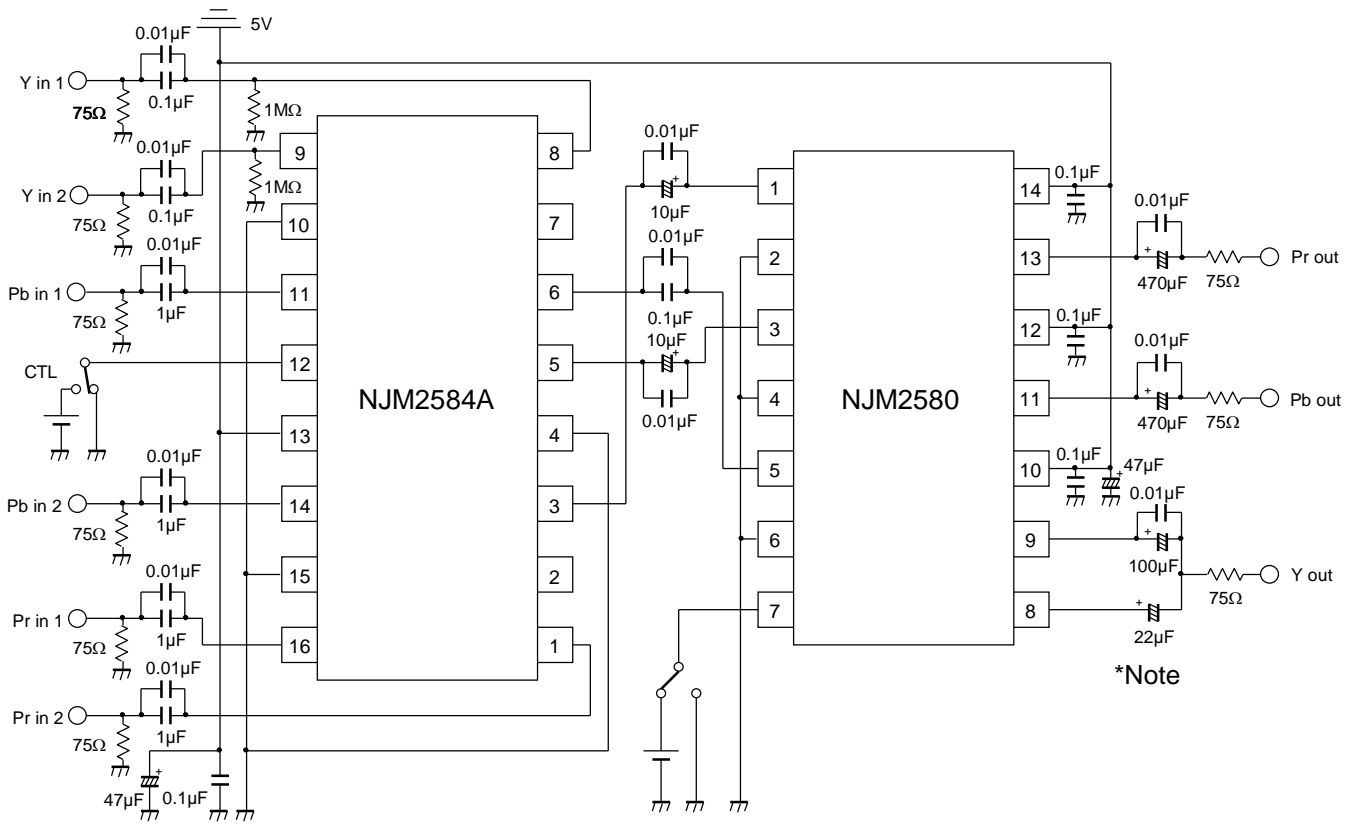 5V
0.01µF
Y in 1
75Ω
0.1µF
1MΩ
0.01µF
Y in 2
75Ω
0.1µF
1MΩ
0.01µF
Pb in 1
75Ω
1µF
CTL
0.01µF
Pb in 2
75Ω
1µF
0.01µF
Pr in 1
75Ω
1µF
0.01µF
Pr in 2
75Ω
1µF
47µF
+
0.1µF
NJM2584A
9
10
11
12
13
14
15
16
8
7
6
5
4
3
2
1
0.01µF
+
10µF
0.01µF
0.1µF
10µF
+
0.01µF
NJM2580
1
2
3
4
5
6
7
14
13
12
11
10
9
8
0.1µF
0.01µF
+
470µF
75Ω
Pr out
0.1µF
0.01µF
+
470µF
75Ω
Pb out
0.1µF
47µF
+
0.01µF
+
100µF
75Ω
Y out
+
22µF
*Note